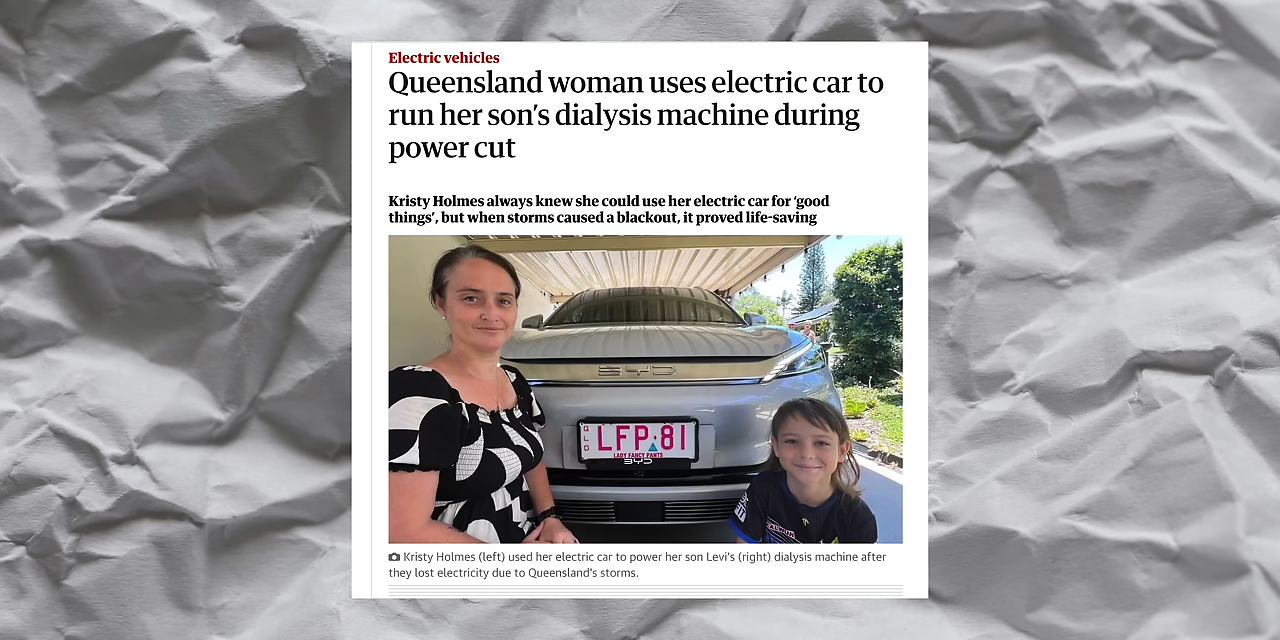 Electric vehicles
Queensland woman uses electric car to
run her son’s dialysis machine during
power cut
Kristy Holmes always knew she could use her electric car for ‘good
things’, but when storms caused a blackout, it proved life-saving
BYD
QLD
LFP·81
LADY FANCY PANTS
BYD
Kristy Holmes (left) used her electric car to power her son Levi’s (right) dialysis machine after
they lost electricity due to Queensland’s storms.